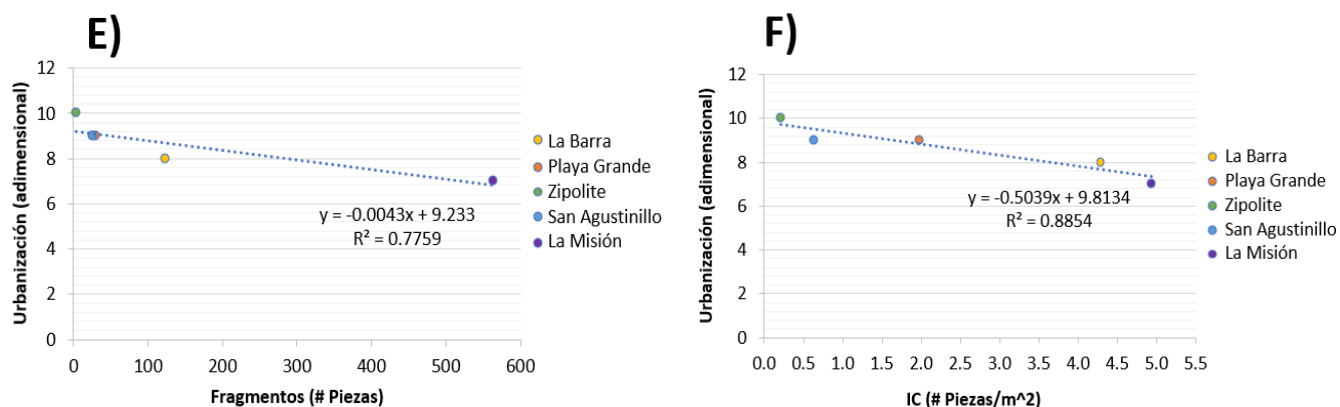 E)
Urbanización (adimensional)
12
10
8
6
4
2
0
y = -0.0043x + 9.233
R² = 0.7759
0 100 200 300 400 500 600
Fragmentos (# Piezas)
La Barra
Playa Grande
Zipolite
San Agustinillo
La Misión
F)
Urbanización (adimensional)
12
10
8
6
4
2
0
y = -0.5039x + 9.8134
R² = 0.8854
0.0 0.5 1.0 1.5 2.0 2.5 3.0 3.5 4.0 4.5 5.0 5.5
IC (# Piezas/m^2)
La Barra
Playa Grande
Zipolite
San Agustinillo
La Misión